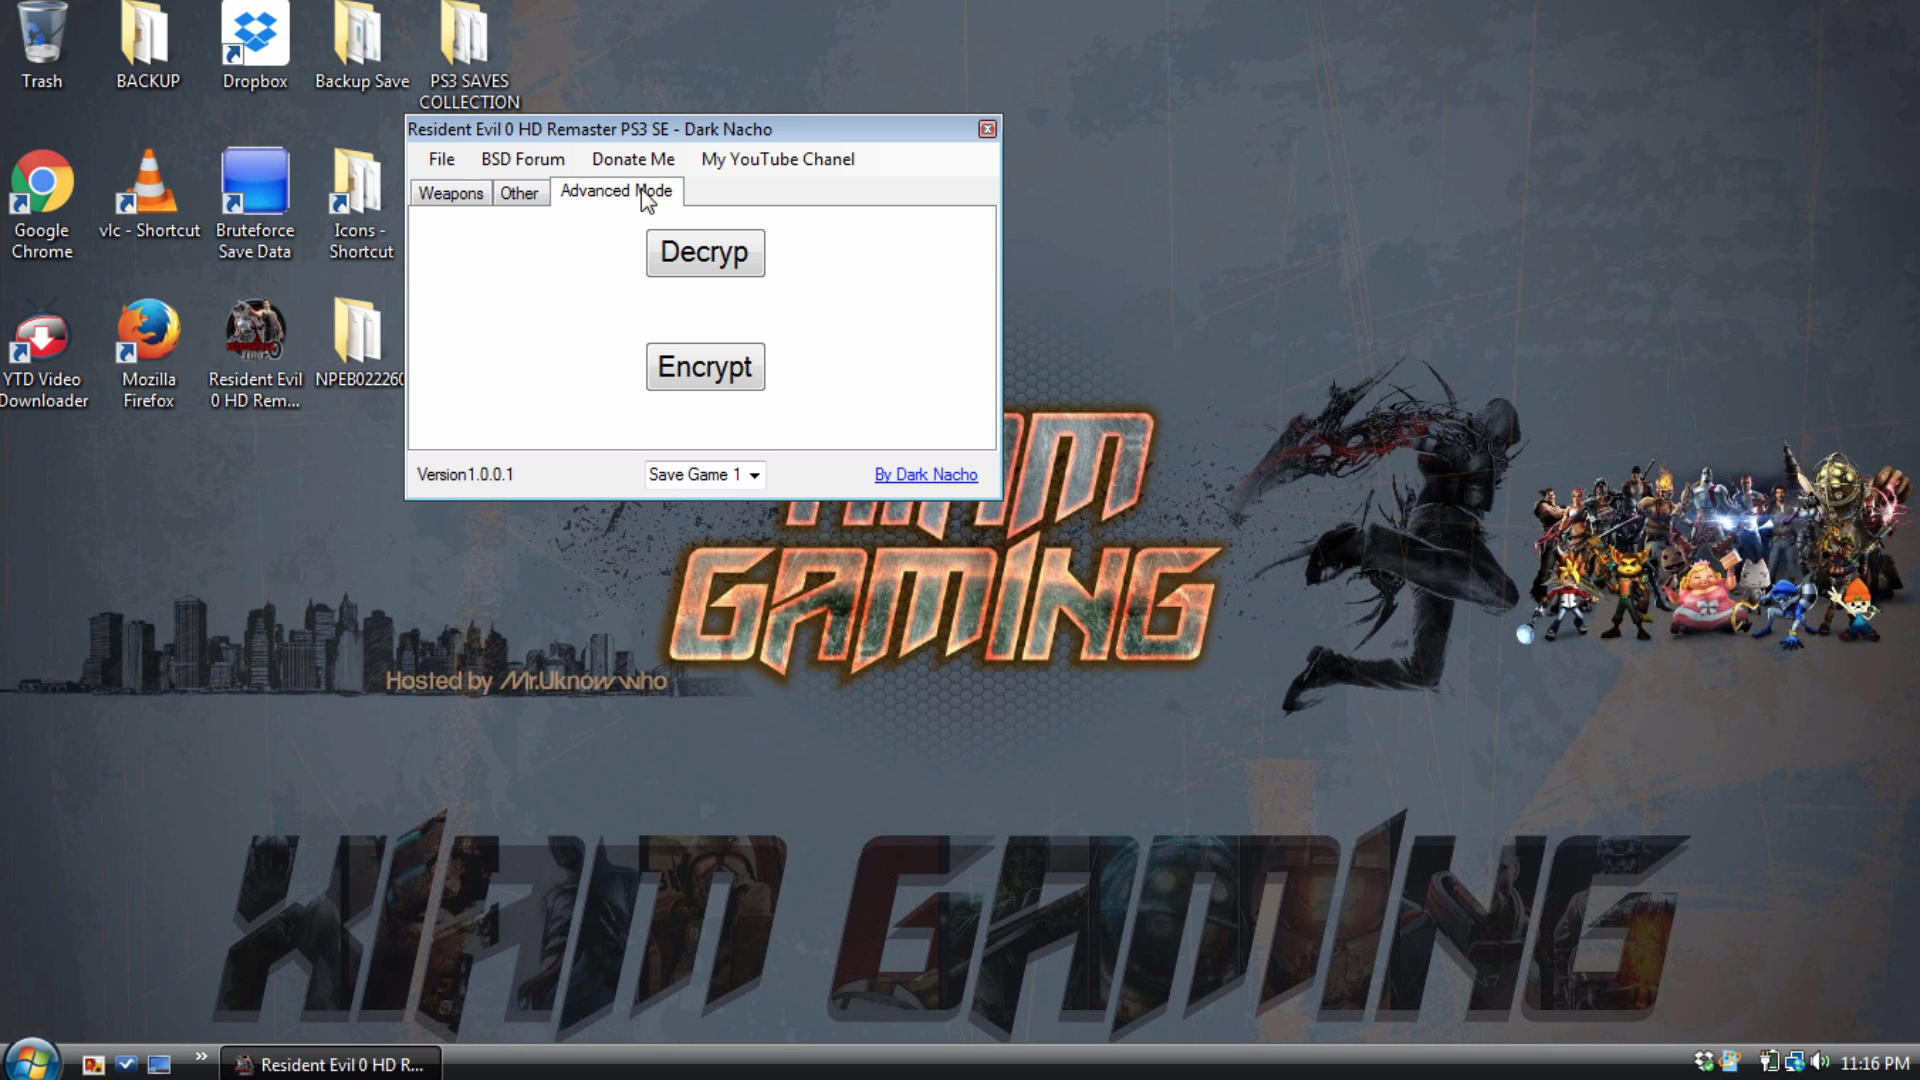 Trash
BACKUP
Dropbox
Backup Save
PS3 SAVES
COLLECTION
Google
Chrome
vlc - Shortcut
Bruteforce
Save Data
Icons -
Shortcut
YTD Video
Downloader
Mozilla
Firefox
Resident Evil
0 HD Rem...
NPEB022260
Resident Evil 0 HD Remaster PS3 SE - Dark Nacho
File
BSD Forum
Donate Me
My YouTube Chanel
Weapons
Other
Advanced Mode
Decryp
Encrypt
Version1.0.0.1
Save Game 1
By Dark Nacho
GAMING
Hosted by Mr.Uknowwho
XIAM GAMING
Resident Evil 0 HD R...
11:16 PM